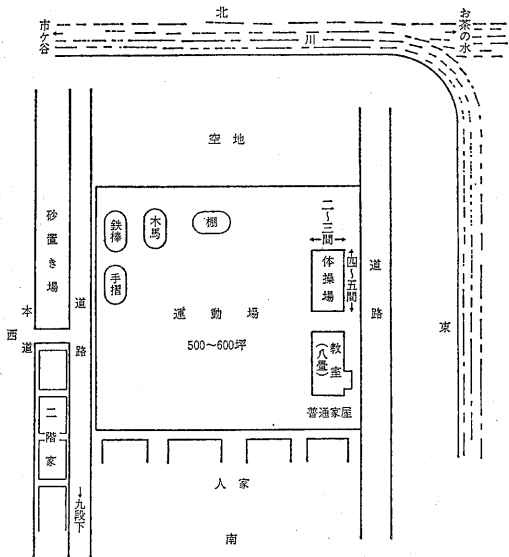 北
市ケ谷
川
お茶の水
空地
砂置き場
鉄棒
木馬
棚
二～三間
体操場
四～五間
道路
手摺
道路
運動場
500～600坪
教室
(八畳)
普通家屋
東
本道
西
二階家
人家
九段下
南